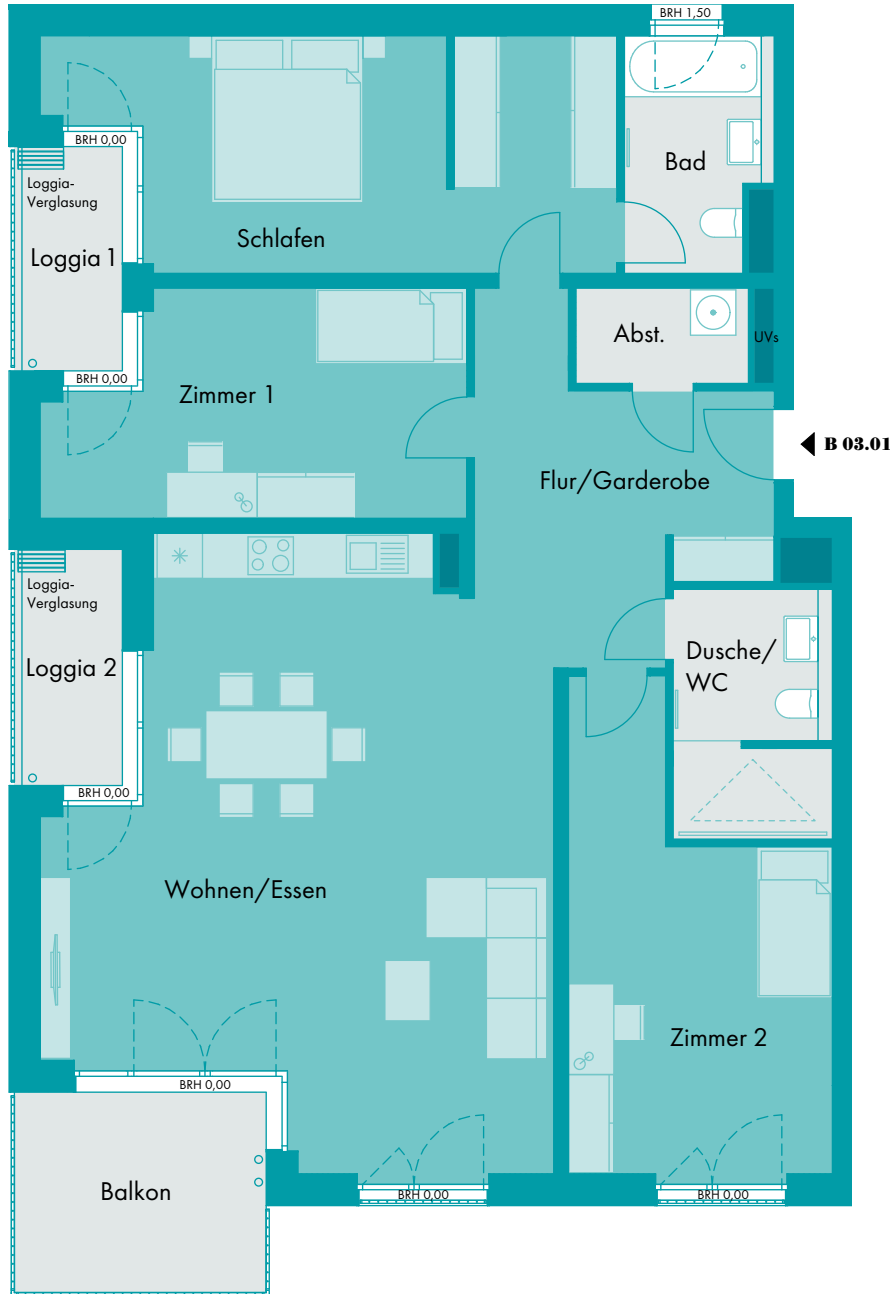 BRH 1,50
BRH 0,00
Loggia-
Verglasung
Loggia 1
Bad
Schlafen
Abst.
UVs
BRH 0,00
Zimmer 1
B 03.01
Flur/Garderobe
Loggia-
Verglasung
Loggia 2
Dusche/
WC
BRH 0,00
Wohnen/Essen
Zimmer 2
BRH 0,00
Balkon
BRH 0,00
BRH 0,00